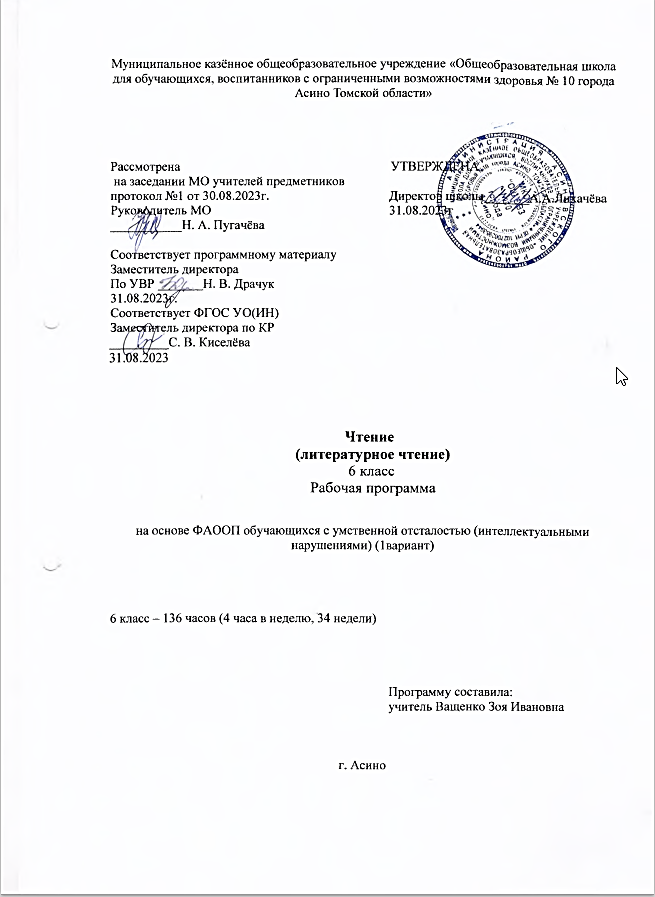 Муниципальное казённое общеобразовательное учреждение «Общеобразовательная школа
для обучающихся, воспитанников с ограниченными возможностями здоровья № 10 города
Асино Томской области»
Рассмотрена
на заседании МО учителей предметников
протокол №1 от 30.08.2023г.
Руководитель МО
____________Н. А. Пугачёва
УТВЕРЖДЕНА
Директор школы А.А.Лихачёва
31.08.2023г
Соответствует программному материалу
Заместитель директора
По УВР ________Н. В. Драчук
31.08.2023г.
Соответствует ФГОС УО(ИН)
Заместитель директора по КР
__________С. В. Киселёва
31.08.2023
Чтение
(литературное чтение)
6 класс
Рабочая программа
на основе ФАООП обучающихся с умственной отсталостью (интеллектуальными
нарушениями) (1вариант)
6 класс – 136 часов (4 часа в неделю, 34 недели)
Программу составила:
учитель Ващенко Зоя Ивановна
г. Асино